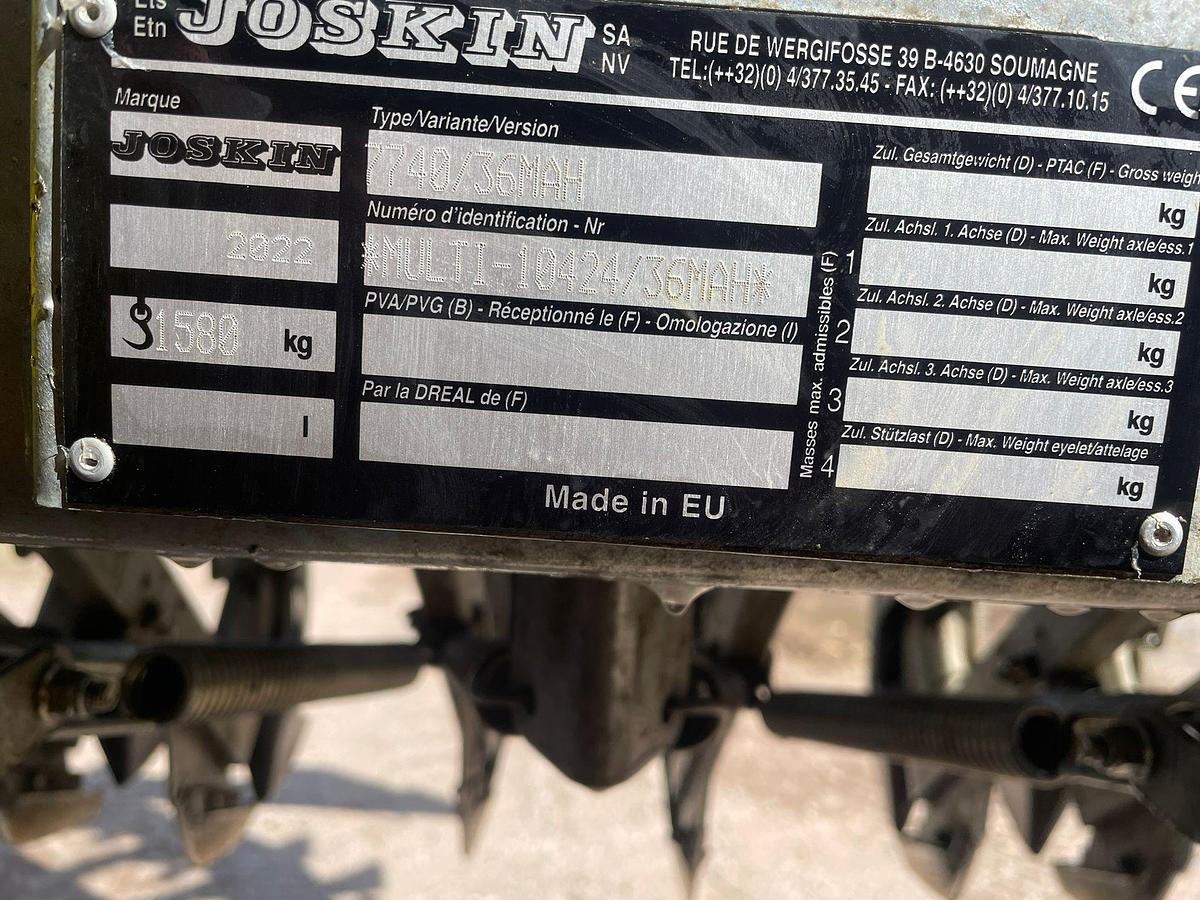 Ets
Etn
JOSKIN
SA
NV
RUE DE WERGIFOSSE 39 B-4630 SOUMAGNE
TEL:(++32)(0) 4/377.35.45 - FAX: (++32)(0) 4/377.10.15
CE
Marque
JOSKIN
2022
1580 kg
l
Type/Variante/Version
7740/36MAH
Numéro d'identification - Nr
*MULTI-10424/36MAH*
PVA/PVG (B) - Réceptionné le (F) - Omologazione (I)
Par la DREAL de (F)
Masses max. admissibles (F)
Zul. Gesamtgewicht (D) - PTAC (F) - Gross weigh
kg
Zul. Achsl. 1. Achse (D) - Max. Weight axle/ess.1
1 kg
Zul. Achsl. 2. Achse (D) - Max. Weight axle/ess.2
2 kg
Zul. Achsl. 3. Achse (D) - Max. Weight axle/ess.3
3 kg
Zul. Stützlast (D) - Max. Weight eyelet/attelage
4 kg
Made in EU